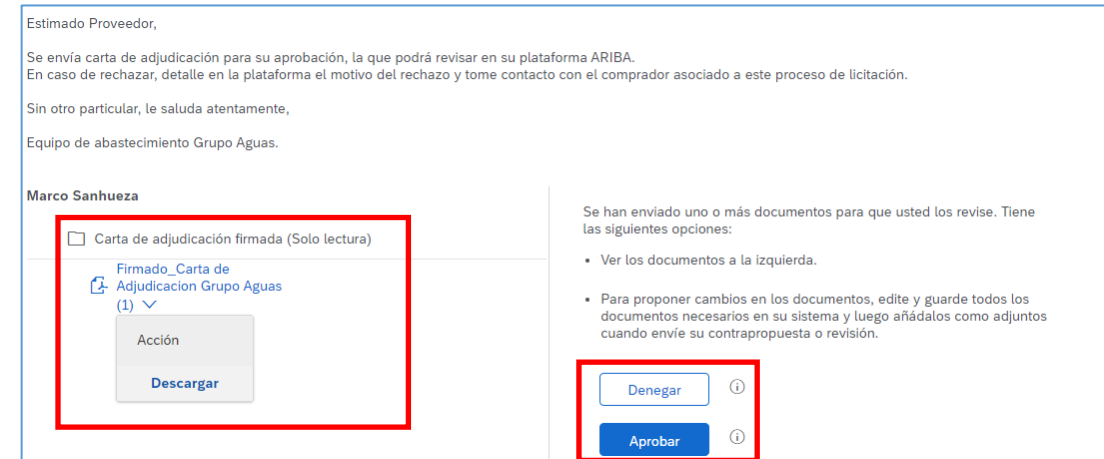 Estimado Proveedor,
Se envía carta de adjudicación para su aprobación, la que podrá revisar en su plataforma ARIBA.
En caso de rechazar, detalle en la plataforma el motivo del rechazo y tome contacto con el comprador asociado a este proceso de licitación.
Sin otro particular, le saluda atentamente,
Equipo de abastecimiento Grupo Aguas.
Marco Sanhueza
Carta de adjudicación firmada (Solo lectura)
Firmado_Carta de
Adjudicacion Grupo Aguas
(1)
Acción
Descargar
Se han enviado uno o más documentos para que usted los revise. Tiene
las siguientes opciones:
• Ver los documentos a la izquierda.
• Para proponer cambios en los documentos, edite y guarde todos los
documentos necesarios en su sistema y luego añádalos como adjuntos
cuando envíe su contrapropuesta o revisión.
Denegar
Aprobar